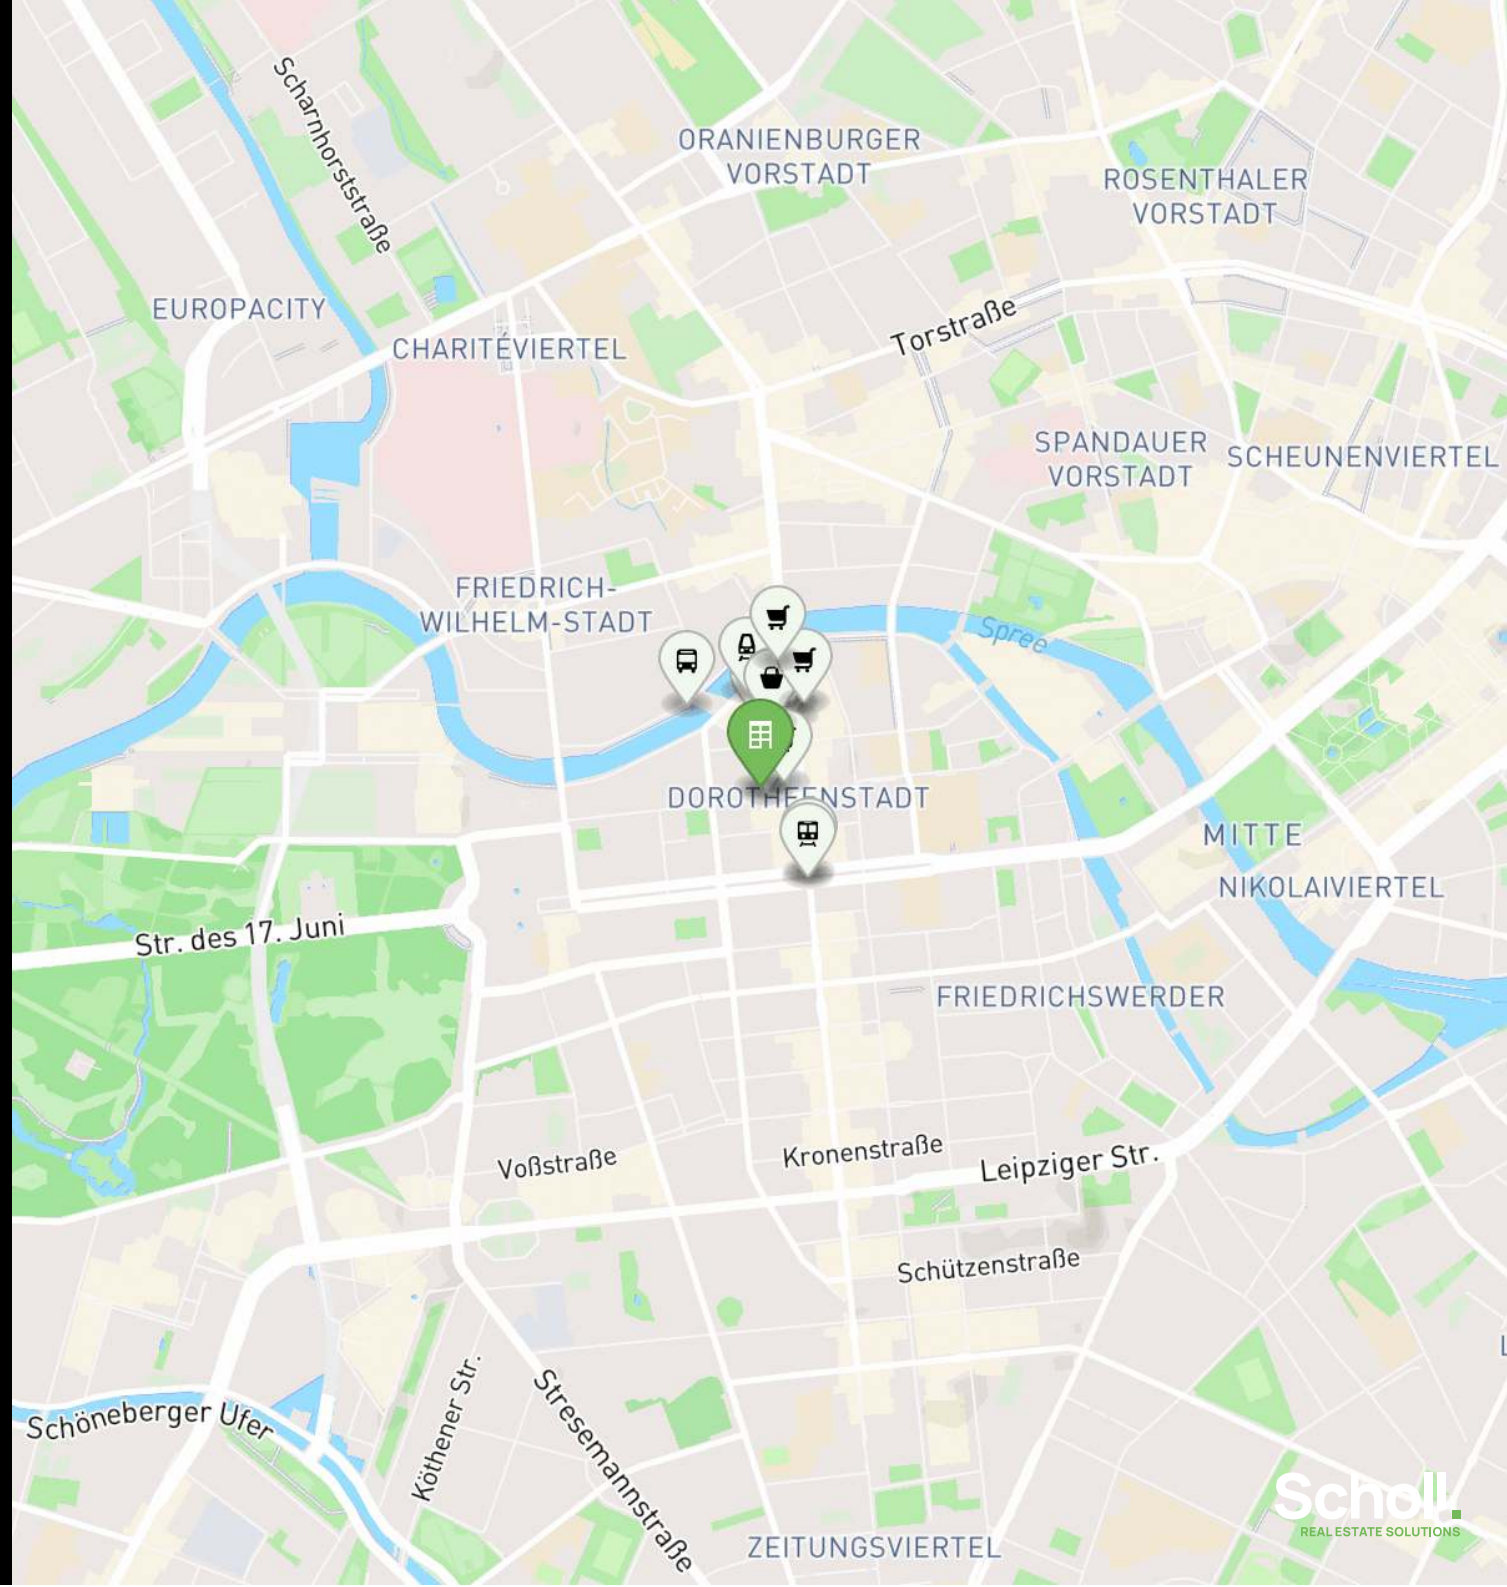 Scharnhorststraße
ORANIENBURGER
VORSTADT
ROSENTHALER
VORSTADT
EUROPACITY
CHARITÉVIERTEL
Torstraße
SPANDAUER
VORSTADT
SCHEUNENVIERTEL
FRIEDRICH-
WILHELM-STADT
Spree
DOROTHEENSTADT
MITTE
NIKOLAIVIERTEL
Str. des 17. Juni
FRIEDRICHSWERDER
Voßstraße
Kronenstraße
Leipziger Str.
Schützenstraße
Schöneberger Ufer
Köthener Str.
Stresemannstraße
ZEITUNGSVIERTEL
Scholl.
REAL ESTATE SOLUTIONS